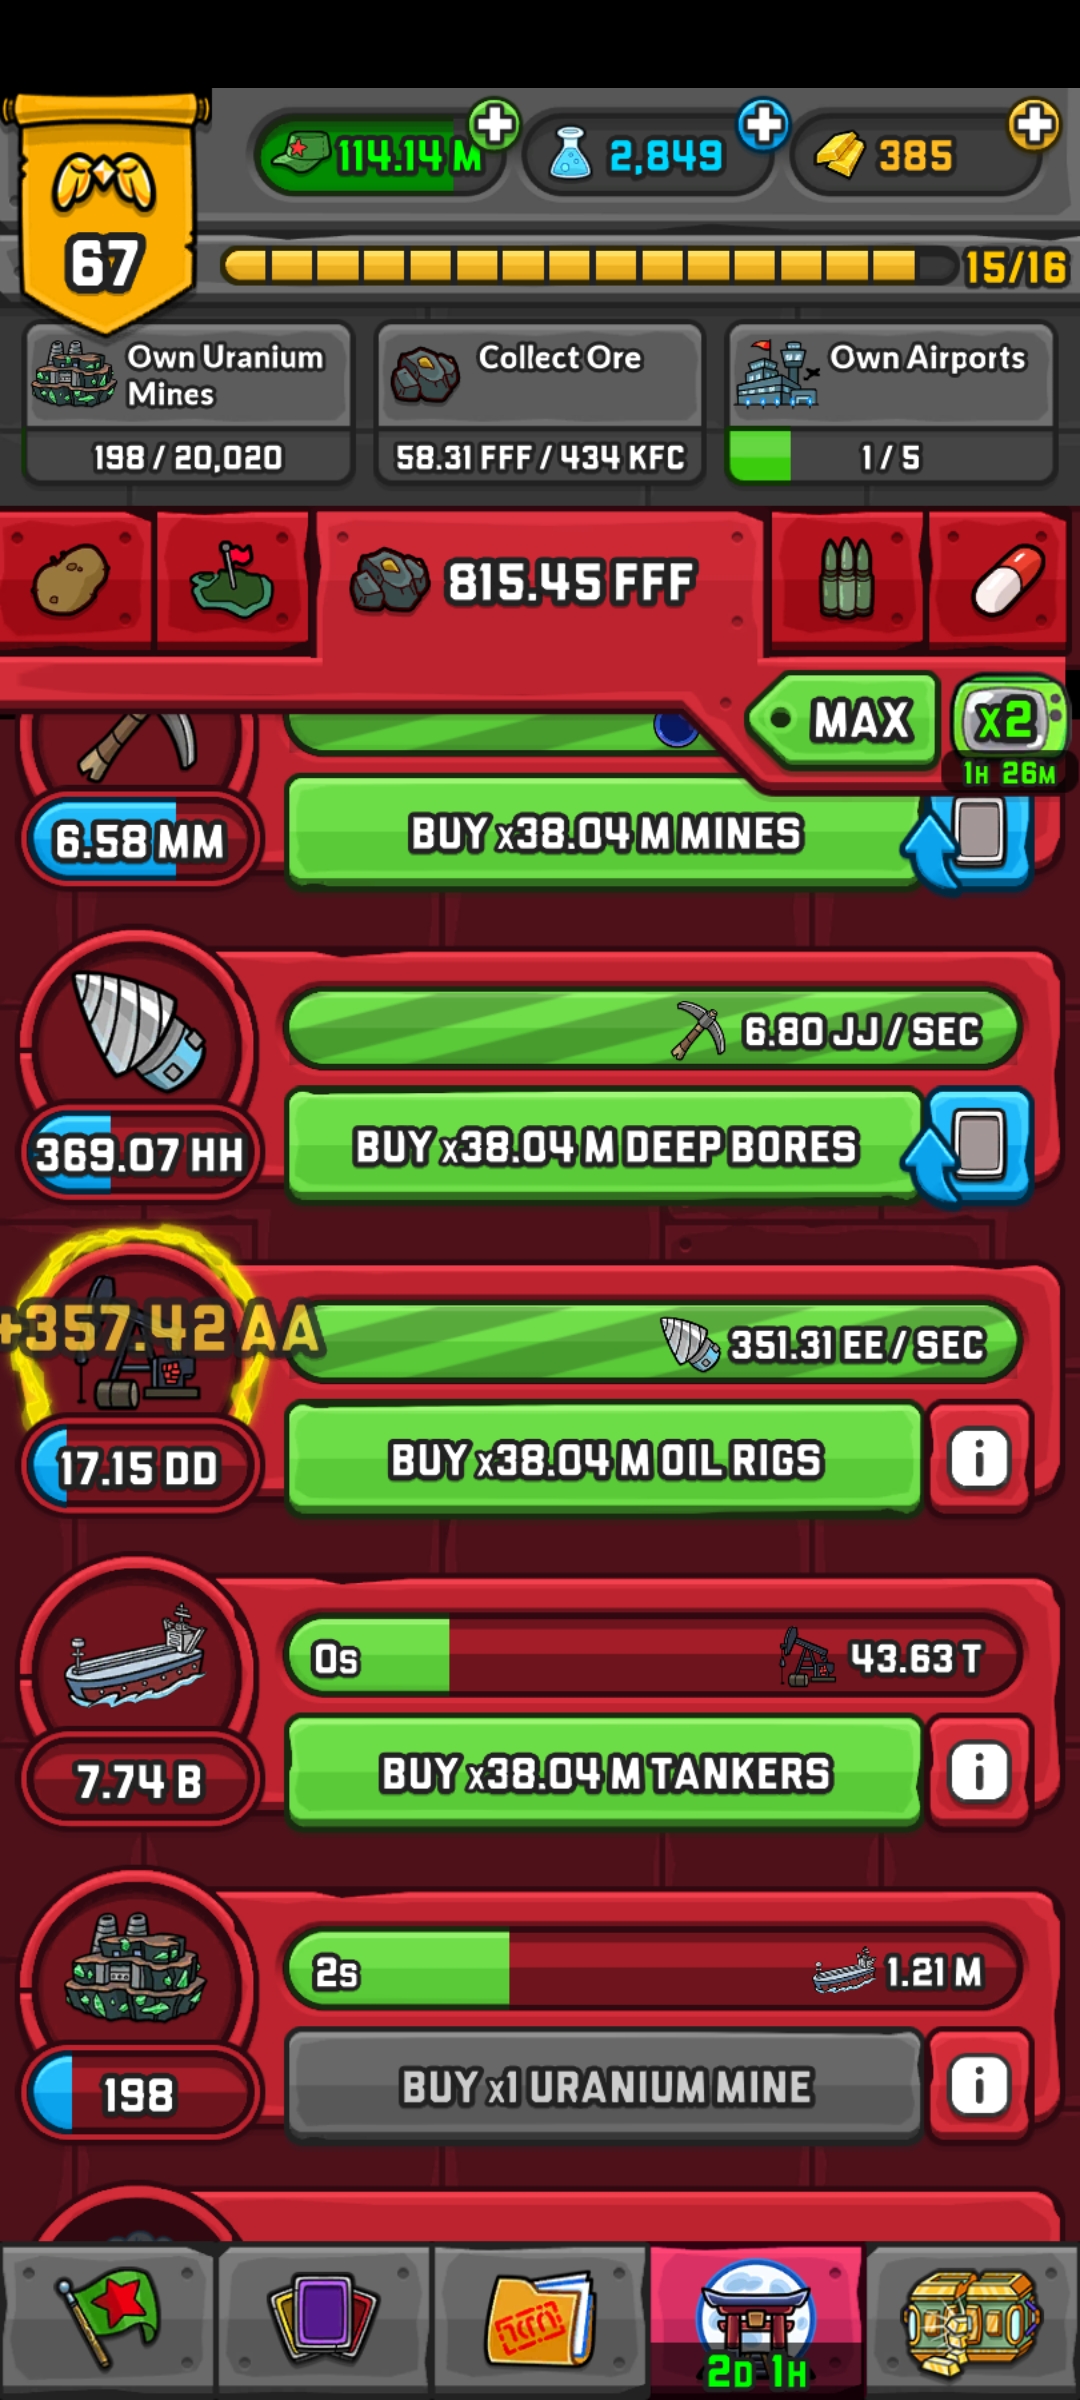 114.14 M
2,849
385
67
15/16
Own Uranium
Mines
198 / 20,020
Collect Ore
58.31 FFF / 434 KFC
Own Airports
1 / 5
815.45 FFF
MAX
x2
1H 26M
6.58 MM
BUY x38.04 M MINES
6.80 JJ / SEC
369.07 HH
BUY x38.04 M DEEP BORES
+357.42 AA
351.31 EE / SEC
17.15 DD
BUY x38.04 M OIL RIGS
i
0s
43.63 T
7.74 B
BUY x38.04 M TANKERS
i
2s
1.21 M
198
BUY x1 URANIUM MINE
i
2D 1H